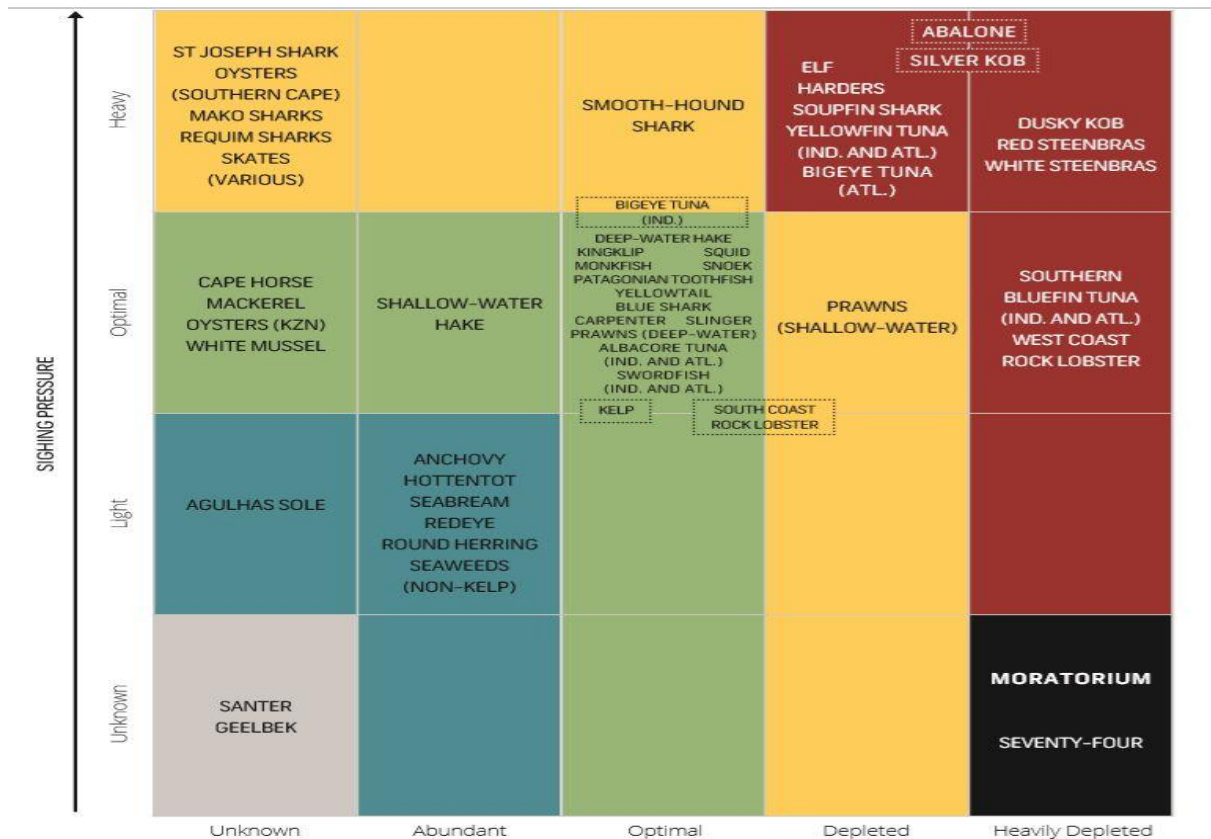 SIGHING PRESSURE
Heavy
ST JOSEPH SHARK
OYSTERS
(SOUTHERN CAPE)
MAKO SHARKS
REQUIM SHARKS
SKATES
(VARIOUS)
SMOOTH-HOUND
SHARK
ABALONE
SILVER KOB
ELF
HARDERS
SOUPFIN SHARK
YELLOWFIN TUNA
(IND. AND ATL.)
BIGEYE TUNA
(ATL.)
DUSKY KOB
RED STEENBRAS
WHITE STEENBRAS
BIGEYE TUNA
(IND.)
Optimal
CAPE HORSE
MACKEREL
OYSTERS (KZN)
WHITE MUSSEL
SHALLOW-WATER
HAKE
DEEP-WATER HAKE
KINGKLIP SQUID
MONKFISH SNOEK
PATAGONIAN TOOTHFISH
YELLOWTAIL
BLUE SHARK
CARPENTER SLINGER
PRAWNS (DEEP-WATER)
ALBACORE TUNA
(IND. AND ATL.)
SWORDFISH
(IND. AND ATL.)
PRAWNS
(SHALLOW-WATER)
SOUTHERN
BLUEFIN TUNA
(IND. AND ATL.)
WEST COAST
ROCK LOBSTER
KELP
SOUTH COAST
ROCK LOBSTER
Light
AGULHAS SOLE
ANCHOVY
HOTTENTOT
SEABREAM
REDEYE
ROUND HERRING
SEAWEEDS
(NON-KELP)
Unknown
SANTER
GEELBEK
MORATORIUM
SEVENTY-FOUR
Unknown
Abundant
Optimal
Depleted
Heavily Depleted